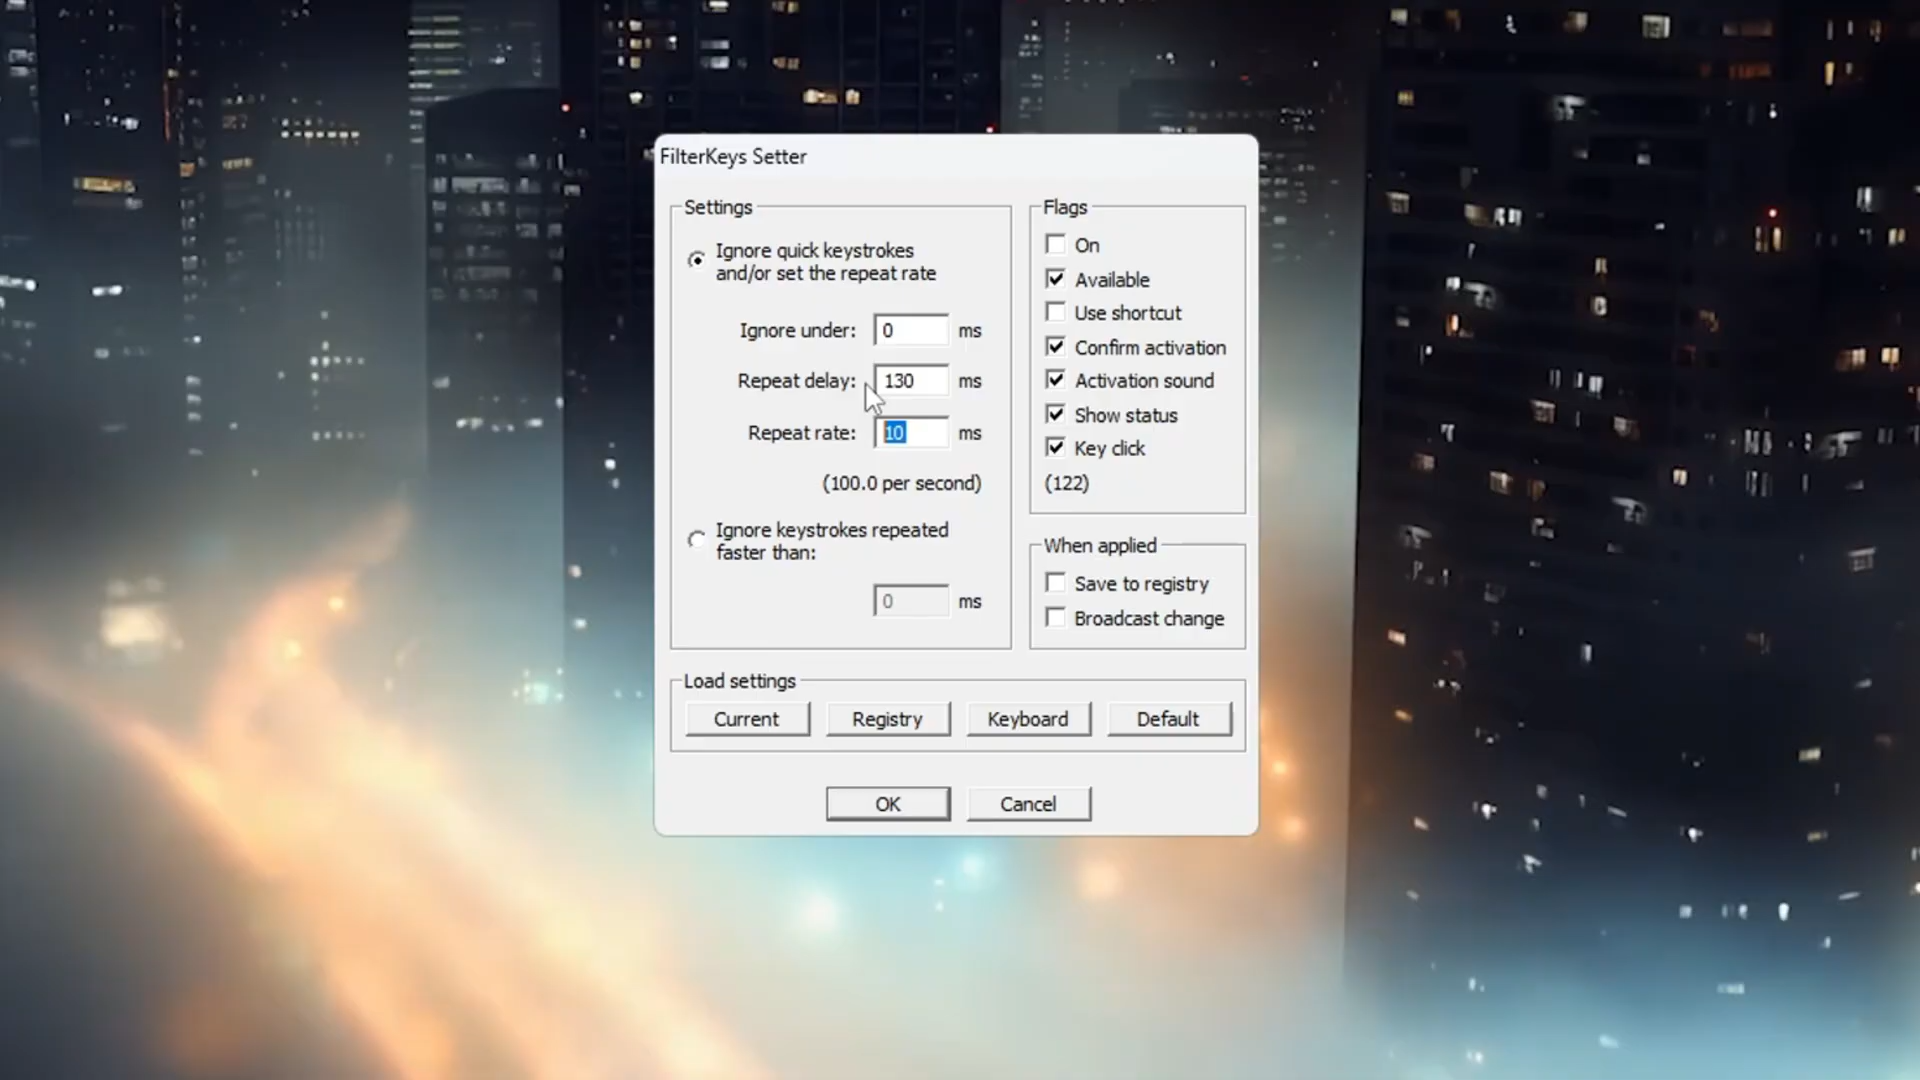 FilterKeys Setter
Settings
Ignore quick keystrokes
and/or set the repeat rate
Ignore under: 0 ms
Repeat delay: 130 ms
Repeat rate: 10 ms
(100.0 per second)
Ignore keystrokes repeated
faster than:
0 ms
Flags
On
Available
Use shortcut
Confirm activation
Activation sound
Show status
Key click
(122)
When applied
Save to registry
Broadcast change
Load settings
Current Registry Keyboard Default
OK Cancel